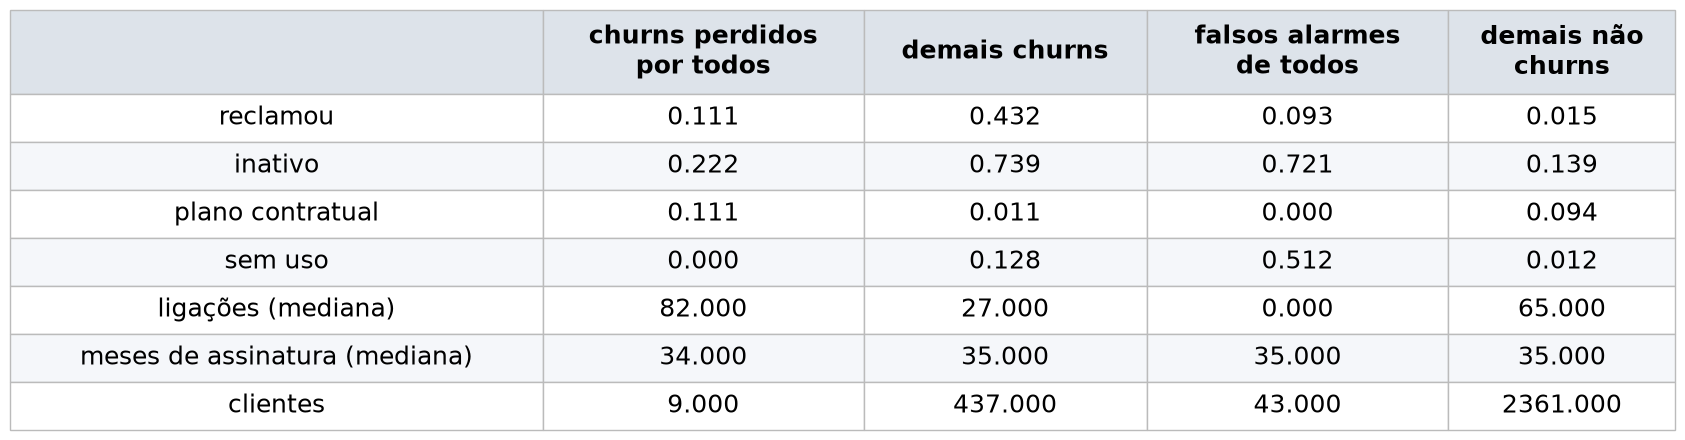 churns perdidos
por todos
demais churns
falsos alarmes
de todos
demais não
churns
reclamou 0.111 0.432 0.093 0.015
inativo 0.222 0.739 0.721 0.139
plano contratual 0.111 0.011 0.000 0.094
sem uso 0.000 0.128 0.512 0.012
ligações (mediana) 82.000 27.000 0.000 65.000
meses de assinatura (mediana) 34.000 35.000 35.000 35.000
clientes 9.000 437.000 43.000 2361.000